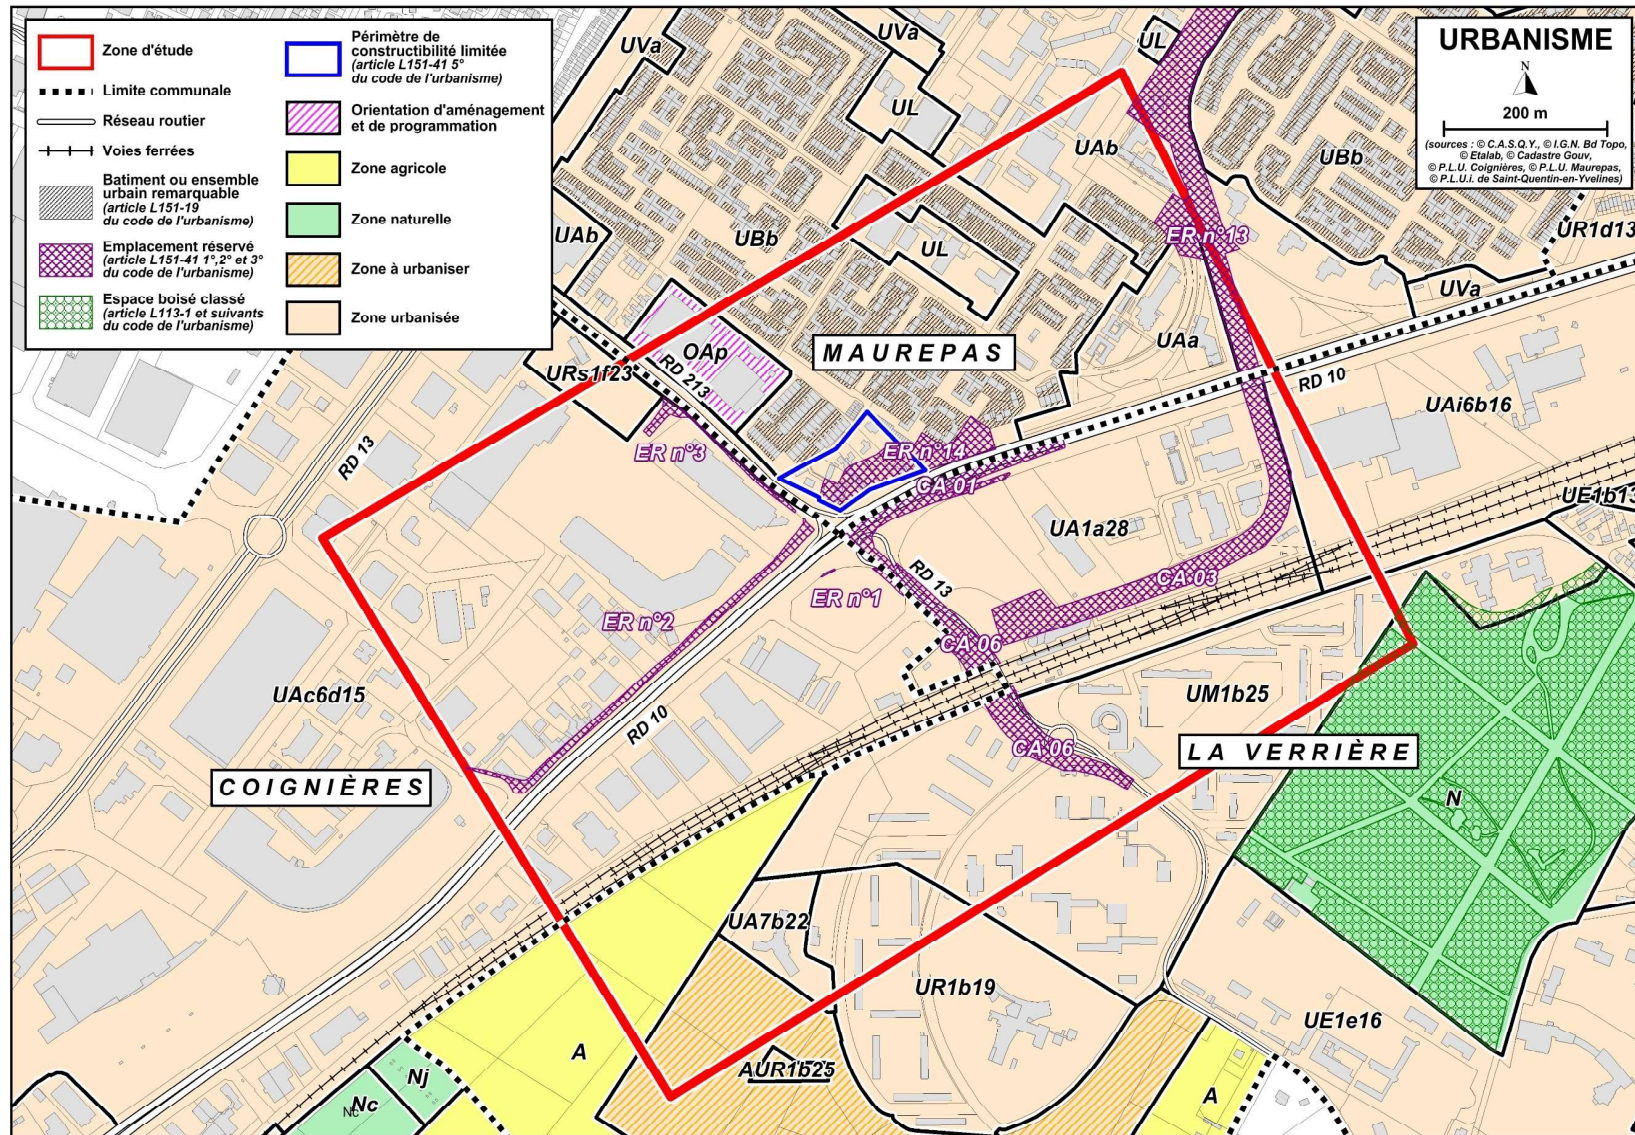 Zone d'étude
Limite communale
Réseau routier
Voies ferrées
Batiment ou ensemble
urbain remarquable
(article L151-19
du code de l'urbanisme)
Emplacement réservé
(article L151-41 1°,2° et 3°
du code de l'urbanisme)
Espace boisé classé
(article L113-1 et suivants
du code de l'urbanisme)
Périmètre de
constructibilité limitée
(article L151-41 5°
du code de l'urbanisme)
Orientation d'aménagement
et de programmation
Zone agricole
Zone naturelle
Zone à urbaniser
Zone urbanisée
URBANISME
N
200 m
(sources : © C.A.S.Q.Y., © I.G.N. Bd Topo,
© Etalab, © Cadastre Gouv,
© P.L.U. Coignières, © P.L.U. Maurepas,
© P.L.U.i. de Saint-Quentin-en-Yvelines)
UVa
UVa
UL
UL
UAb
UBb
UAb
UBb
UL
ER n°13
UR1d13
UVa
UAa
OAp
MAUREPAS
URs1f23
RD 213
RD 10
UAi6b16
RD 13
ER n°3
ER n°14
CA 01
UE1b13
UA1a28
RD 13
CA 03
ER n°1
ER n°2
CA 06
UAc6d15
UM1b25
RD 10
CA 06
LA VERRIÈRE
COIGNIÈRES
N
UA7b22
UR1b19
UE1e16
A
AUR1b25
Nj
Nc
Nc
A